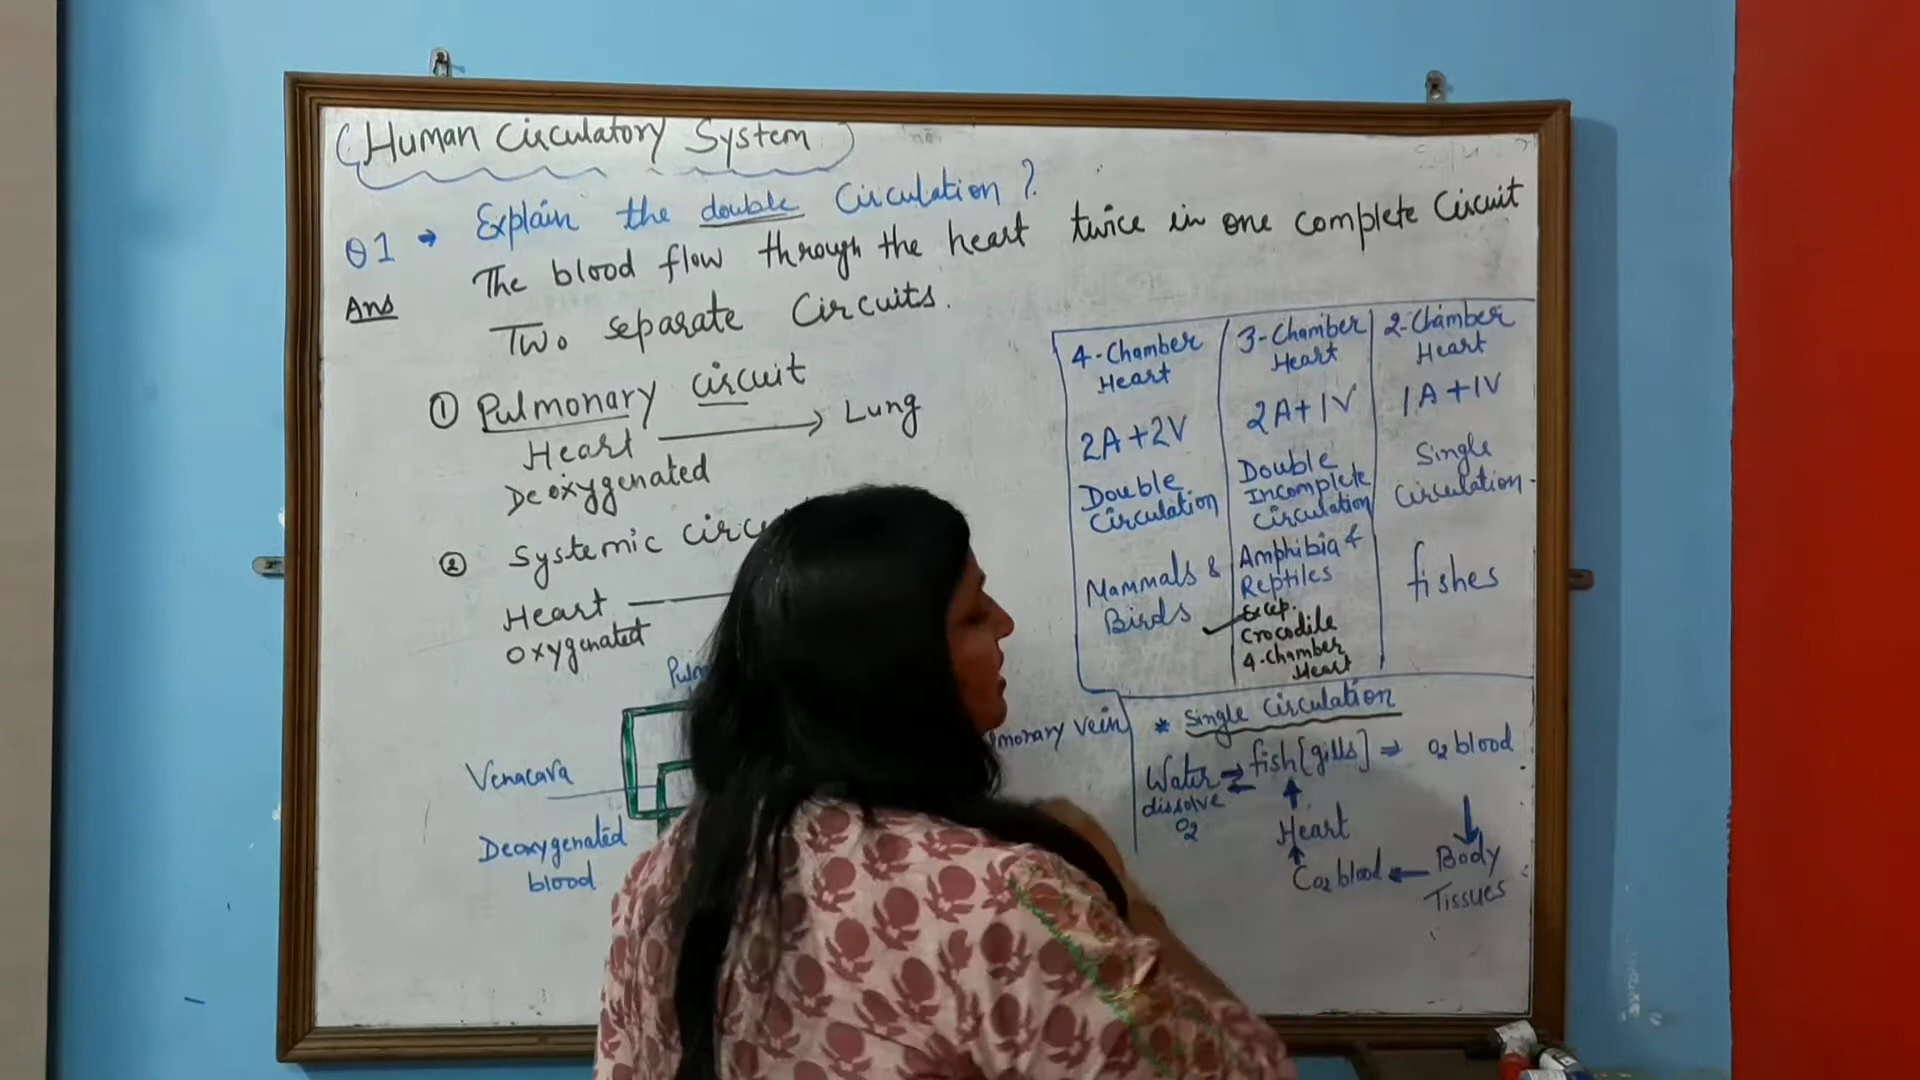 (Human Circulatory System)
Q1 → Explain the double Circulation?
Ans The blood flow through the heart twice in one complete Circuit
Two separate Circuits.
① Pulmonary circuit
Heart → Lung
Deoxygenated
② Systemic
Heart
oxygenated
Venacava
Deoxygenated
blood
Vein
4-Chamber
Heart
2A+2V
Double
Circulation
Mammals &
Birds
3-Chamber
Heart
2A+1V
Double
Incomplete
Circulation
Amphibia &
Reptiles
Excep.
Crocodile
4-Chamber
Heart
2-Chamber
Heart
1A+1V
Single
Circulation
fishes
* Single Circulation
Water ⇌ fish[gills] ⇒ O2 blood
dissolve
O2
Heart
CO2 blood ← Body
Tissues